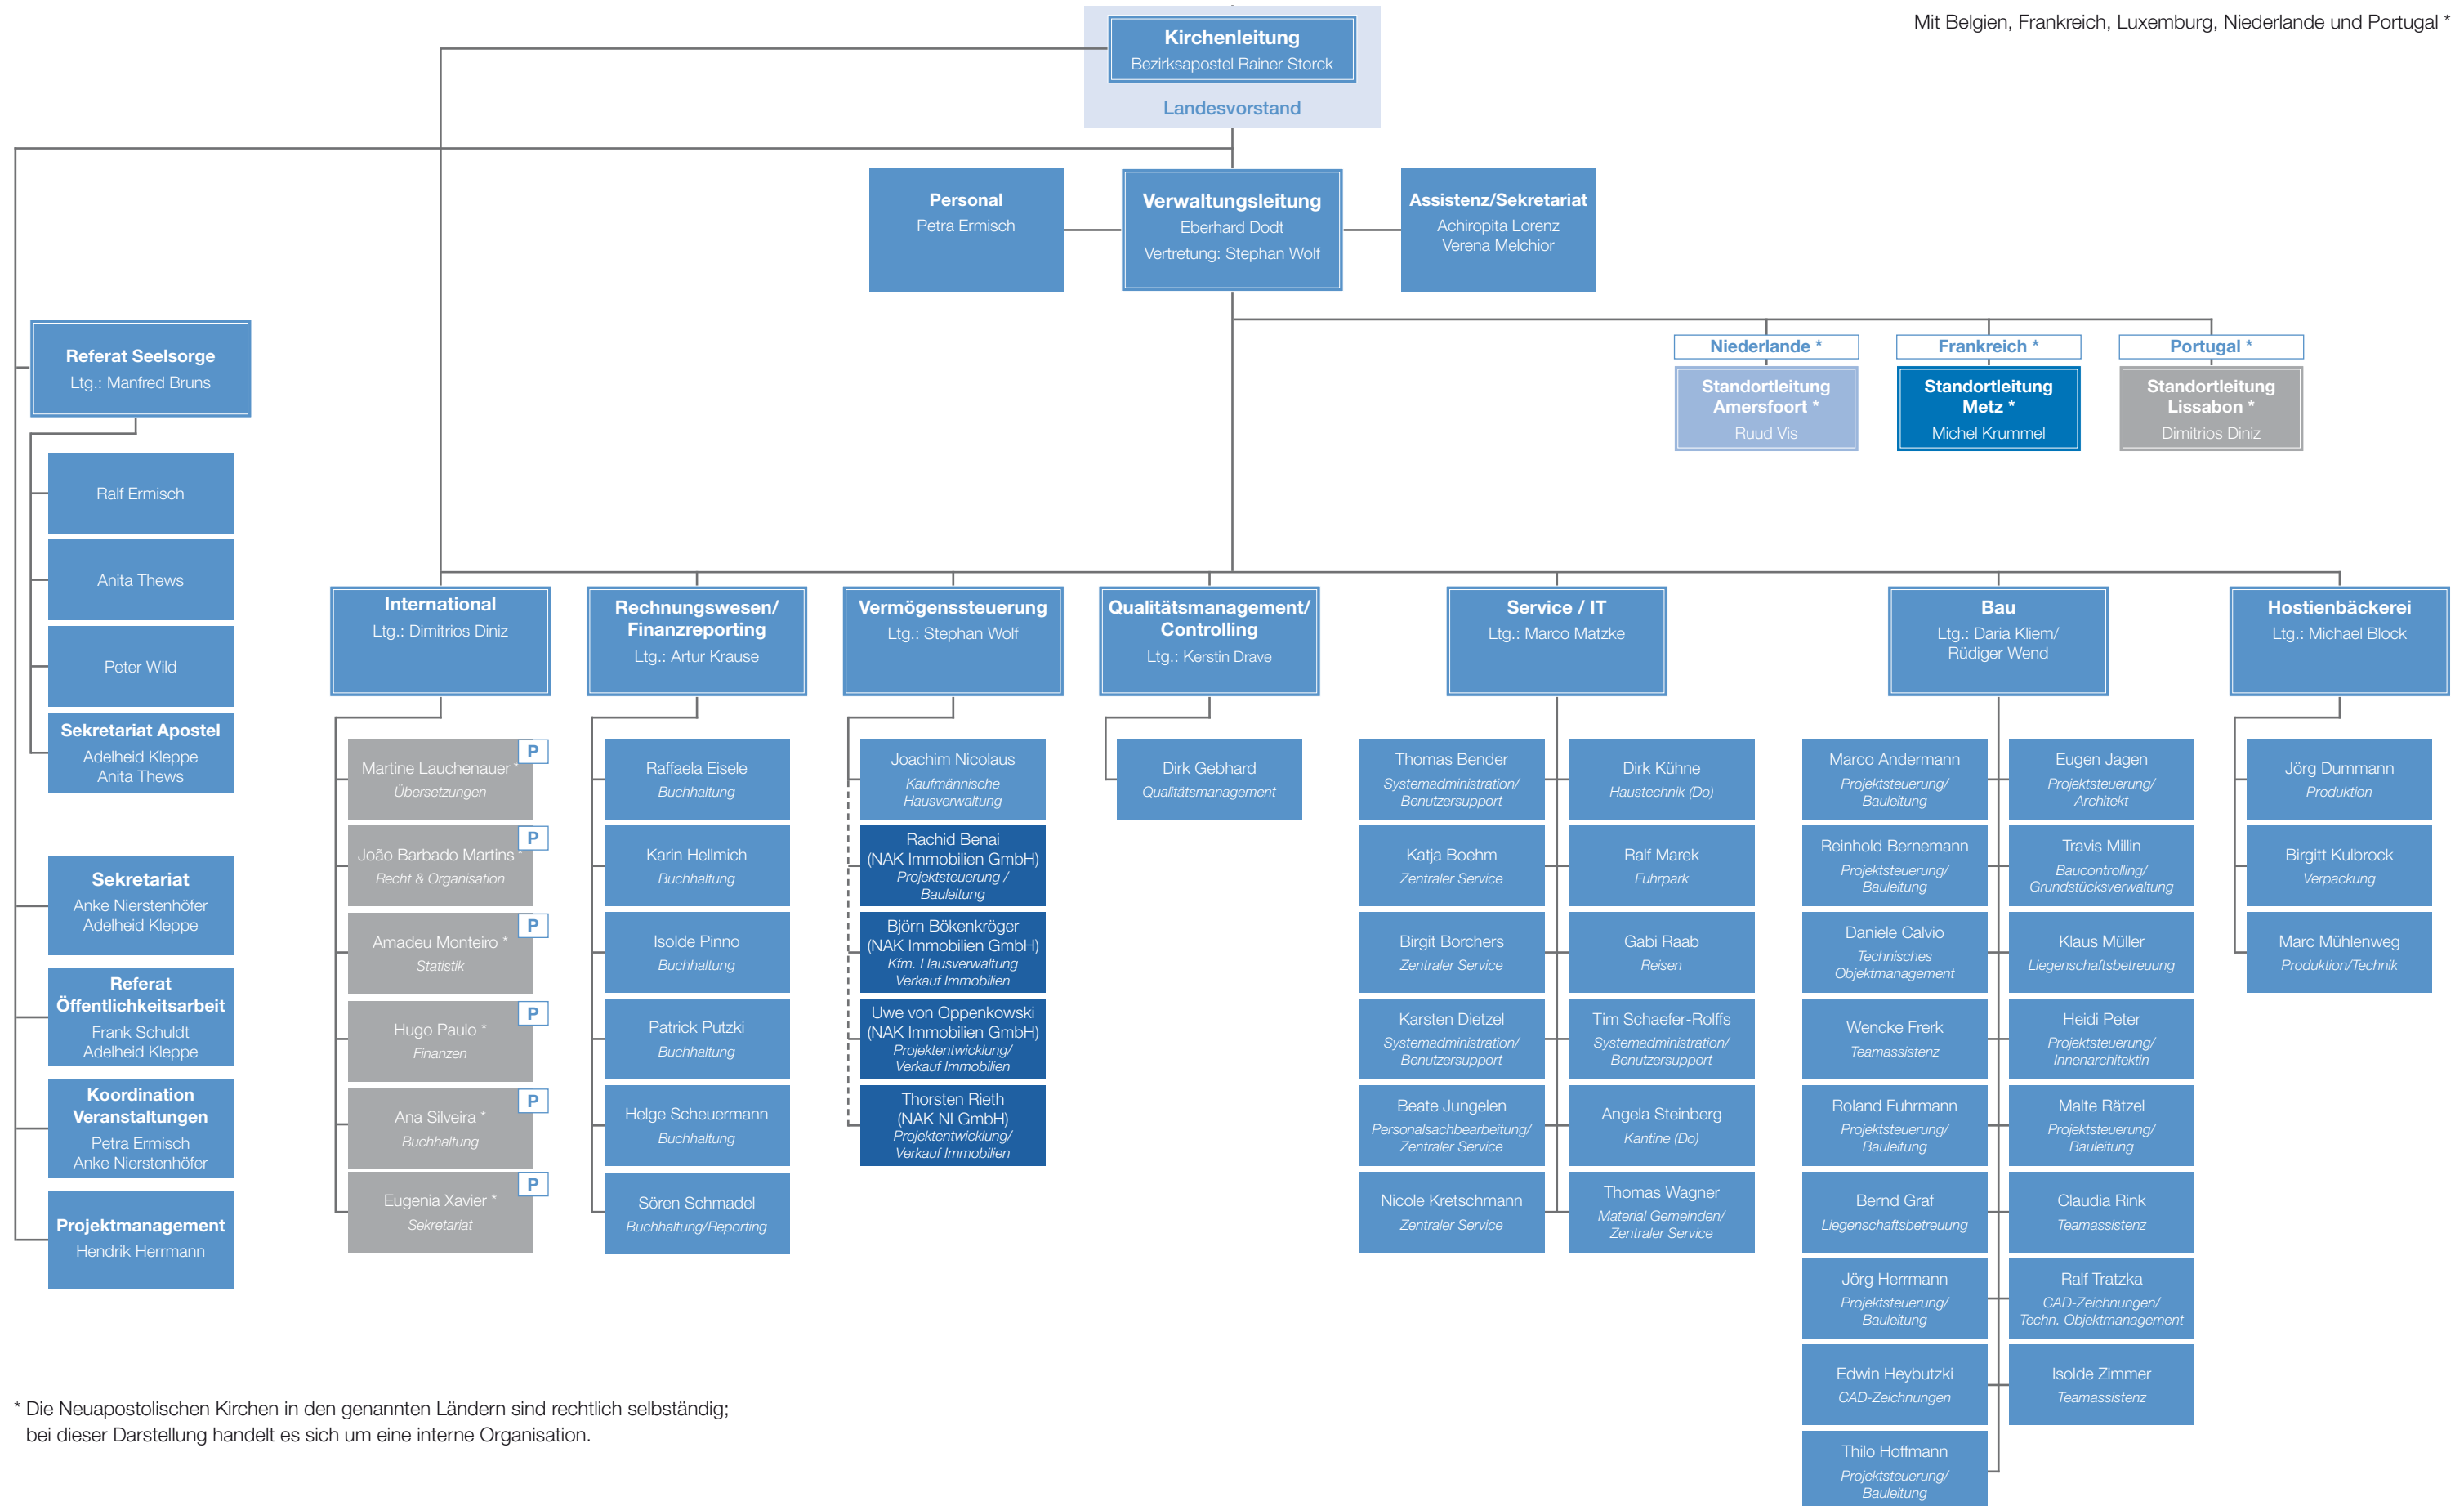 Mit Belgien, Frankreich, Luxemburg, Niederlande und Portugal *
Kirchenleitung
Bezirksapostel Rainer Storck
Landesvorstand
Personal
Petra Ermisch
Verwaltungsleitung
Eberhard Dodt
Vertretung: Stephan Wolf
Assistenz/Sekretariat
Achiropita Lorenz
Verena Melchior
Niederlande *
Standortleitung
Amersfoort *
Ruud Vis
Frankreich *
Standortleitung
Metz *
Michel Krummel
Portugal *
Standortleitung
Lissabon *
Dimitrios Diniz
Referat Seelsorge
Ltg.: Manfred Bruns
Ralf Ermisch
Anita Thews
Peter Wild
Sekretariat Apostel
Adelheid Kleppe
Anita Thews
Sekretariat
Anke Nierstenhöfer
Adelheid Kleppe
Referat
Öffentlichkeitsarbeit
Frank Schuldt
Adelheid Kleppe
Koordination
Veranstaltungen
Petra Ermisch
Anke Nierstenhöfer
Projektmanagement
Hendrik Herrmann
International
Ltg.: Dimitrios Diniz
P
Martine Lauchenauer *
Übersetzungen
P
João Barbado Martins *
Recht & Organisation
P
Amadeu Monteiro *
Statistik
P
Hugo Paulo *
Finanzen
P
Ana Silveira *
Buchhaltung
P
Eugenia Xavier *
Sekretariat
Rechnungswesen/
Finanzreporting
Ltg.: Artur Krause
Raffaela Eisele
Buchhaltung
Karin Hellmich
Buchhaltung
Isolde Pinno
Buchhaltung
Patrick Putzki
Buchhaltung
Helge Scheuermann
Buchhaltung
Sören Schmadel
Buchhaltung/Reporting
Vermögenssteuerung
Ltg.: Stephan Wolf
Joachim Nicolaus
Kaufmännische
Hausverwaltung
Rachid Benai
(NAK Immobilien GmbH)
Projektsteuerung /
Bauleitung
Björn Bökenkröger
(NAK Immobilien GmbH)
Kfm. Hausverwaltung
Verkauf Immobilien
Uwe von Oppenkowski
(NAK Immobilien GmbH)
Projektentwicklung/
Verkauf Immobilien
Thorsten Rieth
(NAK NI GmbH)
Projektentwicklung/
Verkauf Immobilien
Qualitätsmanagement/
Controlling
Ltg.: Kerstin Drave
Dirk Gebhard
Qualitätsmanagement
Service / IT
Ltg.: Marco Matzke
Thomas Bender
Systemadministration/
Benutzersupport
Katja Boehm
Zentraler Service
Birgit Borchers
Zentraler Service
Karsten Dietzel
Systemadministration/
Benutzersupport
Beate Jungelen
Personalsachbearbeitung/
Zentraler Service
Nicole Kretschmann
Zentraler Service
Dirk Kühne
Haustechnik (Do)
Ralf Marek
Fuhrpark
Gabi Raab
Reisen
Tim Schaefer-Rolffs
Systemadministration/
Benutzersupport
Angela Steinberg
Kantine (Do)
Thomas Wagner
Material Gemeinden/
Zentraler Service
Bau
Ltg.: Daria Kliem/
Rüdiger Wend
Marco Andermann
Projektsteuerung/
Bauleitung
Reinhold Bernemann
Projektsteuerung/
Bauleitung
Daniele Calvio
Technisches
Objektmanagement
Wencke Frerk
Teamassistenz
Roland Fuhrmann
Projektsteuerung/
Bauleitung
Bernd Graf
Liegenschaftsbetreuung
Jörg Herrmann
Projektsteuerung/
Bauleitung
Edwin Heybutzki
CAD-Zeichnungen
Thilo Hoffmann
Projektsteuerung/
Bauleitung
Eugen Jagen
Projektsteuerung/
Architekt
Travis Millin
Baucontrolling/
Grundstücksverwaltung
Klaus Müller
Liegenschaftsbetreuung
Heidi Peter
Projektsteuerung/
Innenarchitektin
Malte Rätzel
Projektsteuerung/
Bauleitung
Claudia Rink
Teamassistenz
Ralf Tratzka
CAD-Zeichnungen/
Techn. Objektmanagement
Isolde Zimmer
Teamassistenz
Hostienbäckerei
Ltg.: Michael Block
Jörg Dummann
Produktion
Birgitt Kulbrock
Verpackung
Marc Mühlenweg
Produktion/Technik
* Die Neuapostolischen Kirchen in den genannten Ländern sind rechtlich selbständig;
bei dieser Darstellung handelt es sich um eine interne Organisation.